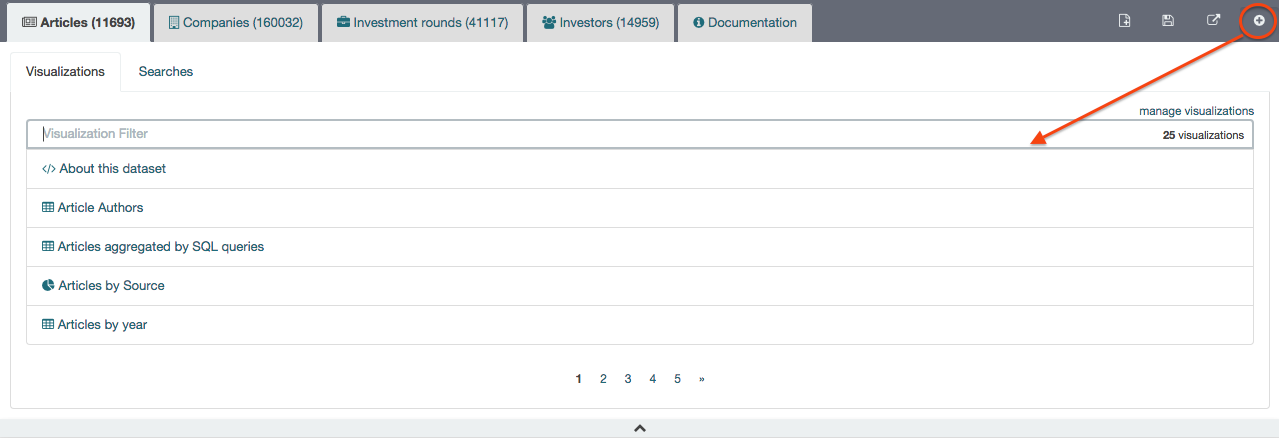 Articles (11693) Companies (160032) Investment rounds (41117) Investors (14959) Documentation
Visualizations Searches
manage visualizations
Visualization Filter 25 visualizations
</> About this dataset
Article Authors
Articles aggregated by SQL queries
Articles by Source
Articles by year
1 2 3 4 5 »